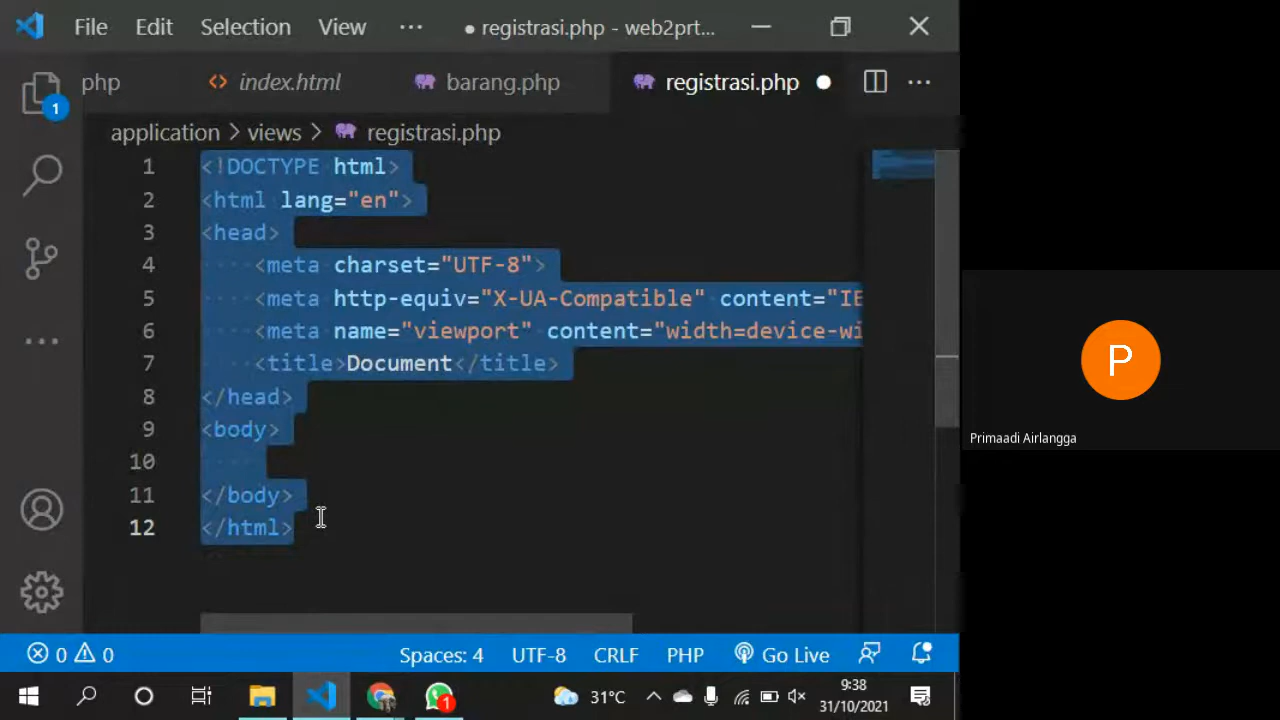 File Edit Selection View ··· ● registrasi.php - web2prt...
php index.html barang.php registrasi.php ● ···
1
application > views > registrasi.php
1 <!DOCTYPE html>
2 <html lang="en">
3 <head>
4 <meta charset="UTF-8">
5 <meta http-equiv="X-UA-Compatible" content="IE
6 <meta name="viewport" content="width=device-wi
7 <title>Document</title>
8 </head>
9 <body>
10
11 </body>
12 </html>
P
Primaadi Airlangga
0 0 Spaces: 4 UTF-8 CRLF PHP Go Live
1 31°C 9:38
31/10/2021